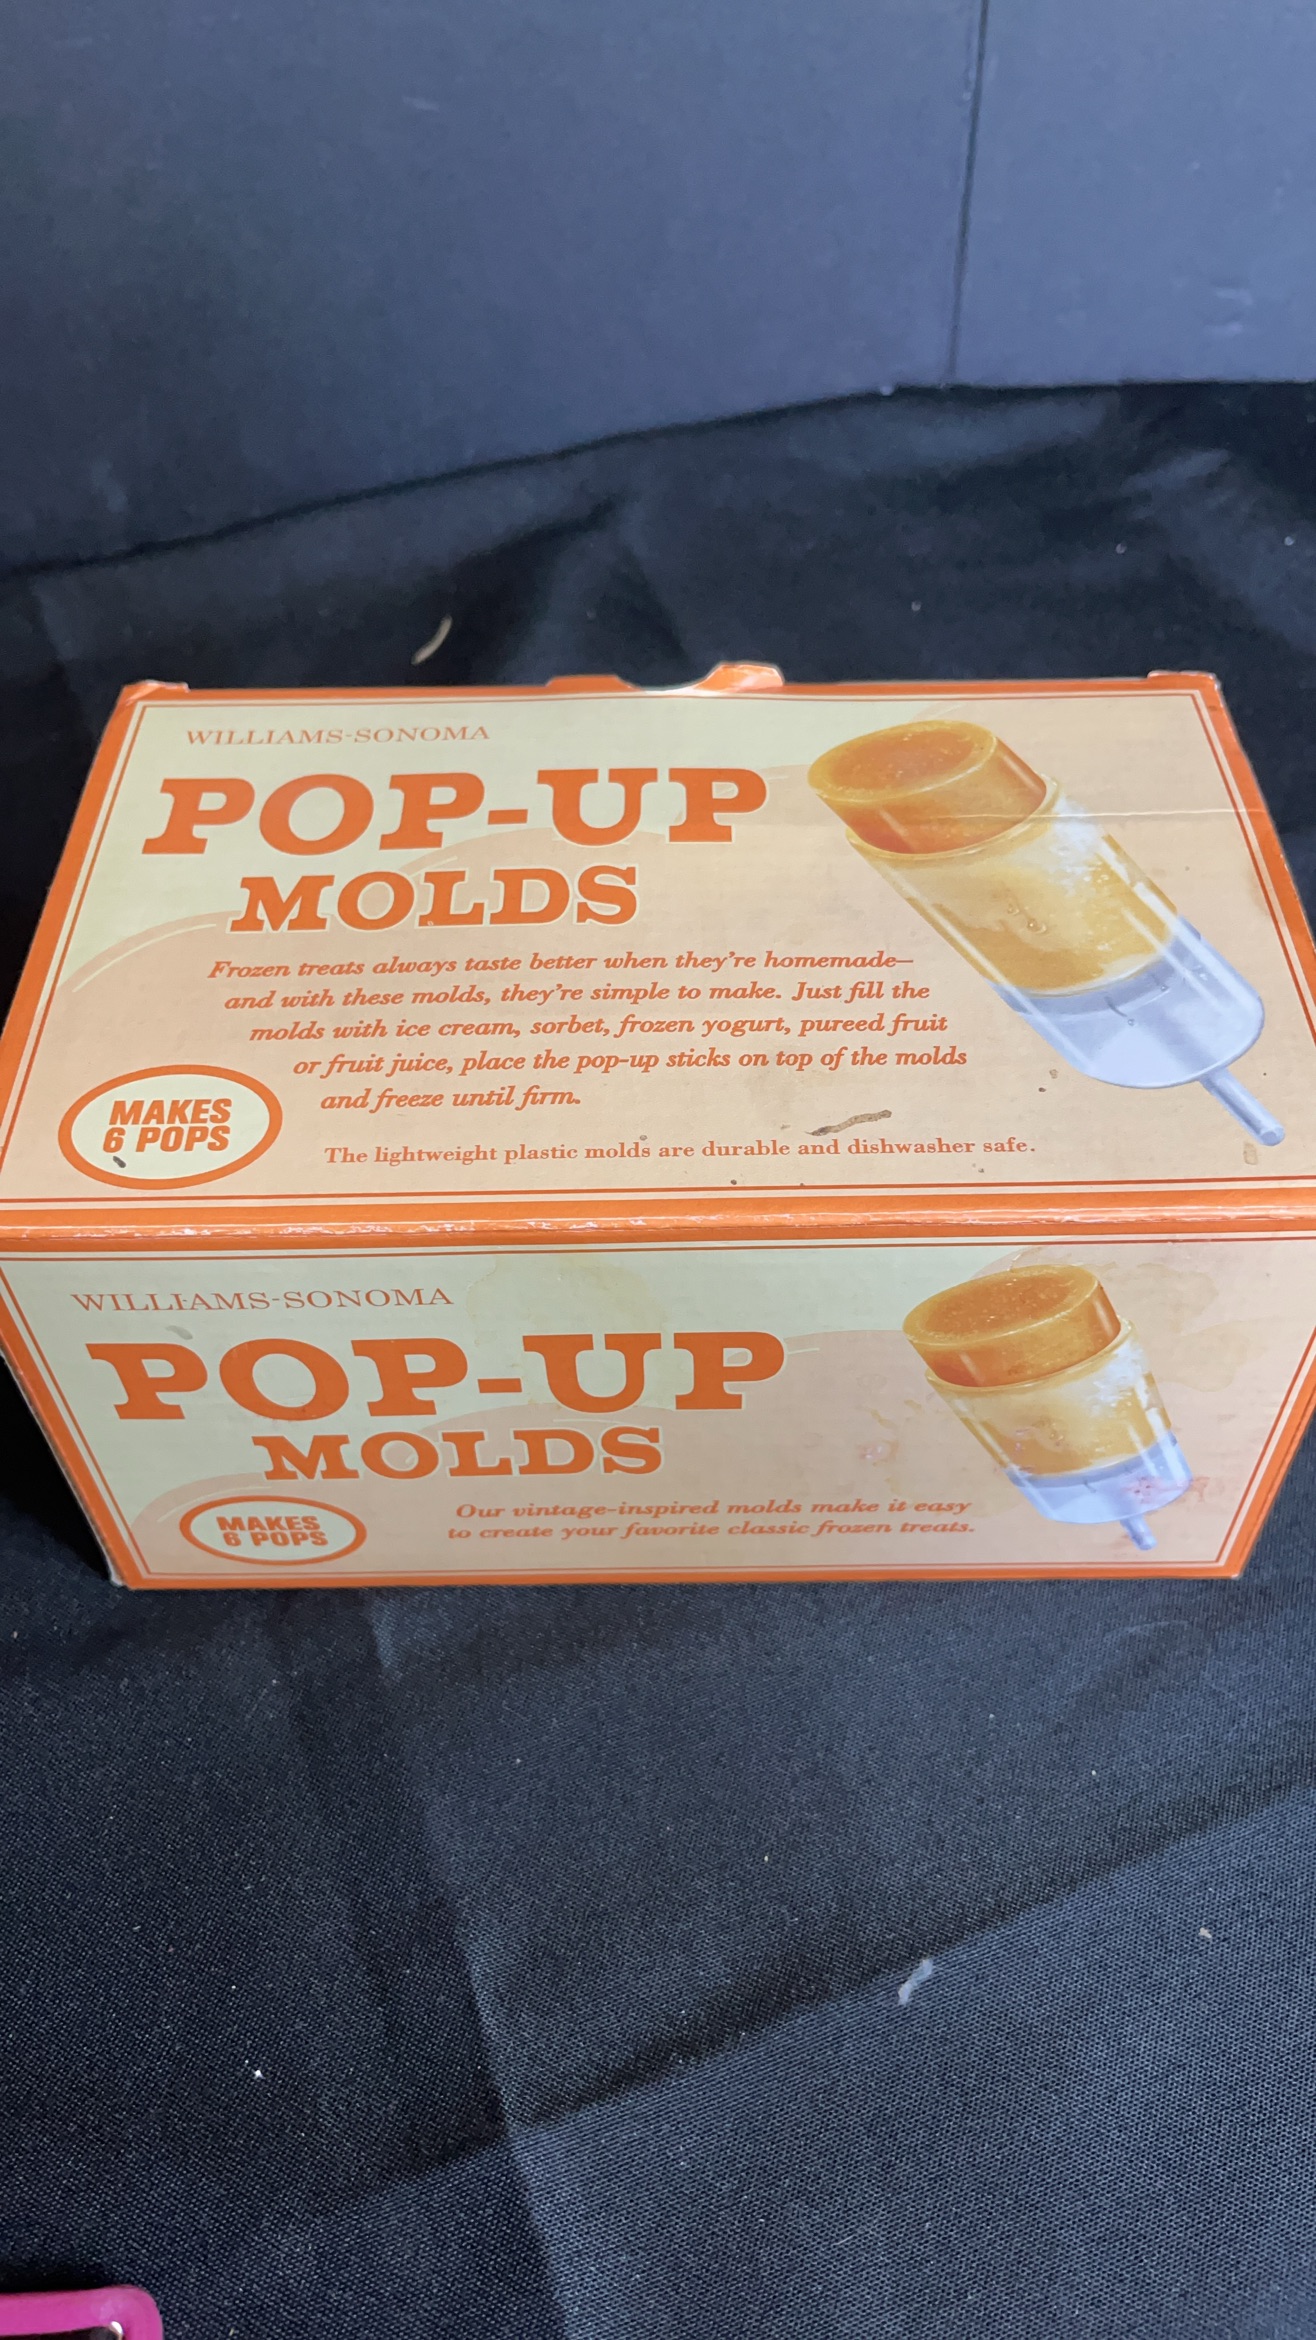 WILLIAMS-SONOMA
POP-UP
MOLDS
Frozen treats always taste better when they're homemade—
and with these molds, they're simple to make. Just fill the
molds with ice cream, sorbet, frozen yogurt, pureed fruit
or fruit juice, place the pop-up sticks on top of the molds
and freeze until firm.
MAKES
6 POPS
The lightweight plastic molds are durable and dishwasher safe.
WILLIAMS-SONOMA
POP-UP
MOLDS
MAKES
6 POPS
Our vintage-inspired molds make it easy
to create your favorite classic frozen treats.